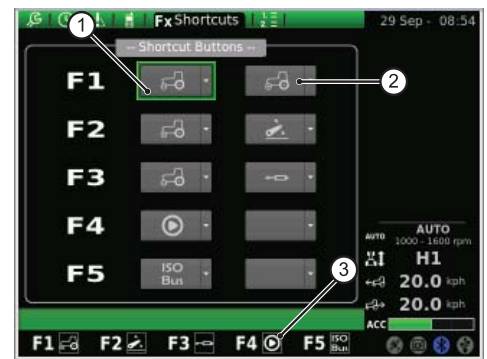 Fx Shortcuts
29 Sep - 08:54
1
-- Shortcut Buttons --
F1
2
F2
F3
F4
F5
ISO
Bus
3
AUTO
AUTO
1000 - 1600 rpm
H1
20.0 kph
20.0 kph
ACC
F1
F2
F3
F4
F5 ISO
Bus